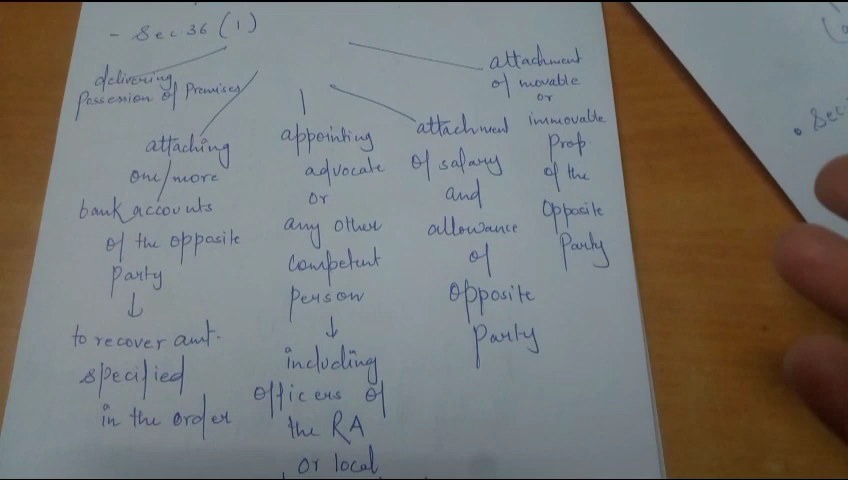 - Sec 36 (1)
delivering
Possession of Premises
attaching
one/more
bank accounts
of the opposite
Party
↓
to recover amt.
specified
in the order
appointing
advocate
or
any other
competent
person
↓
including
officers of
the RA
or local
attachment
of salary
and
allowance
of
opposite
Party
attachment
of movable
or
immovable
Prop
of the
Opposite
Party
(a
• Sec